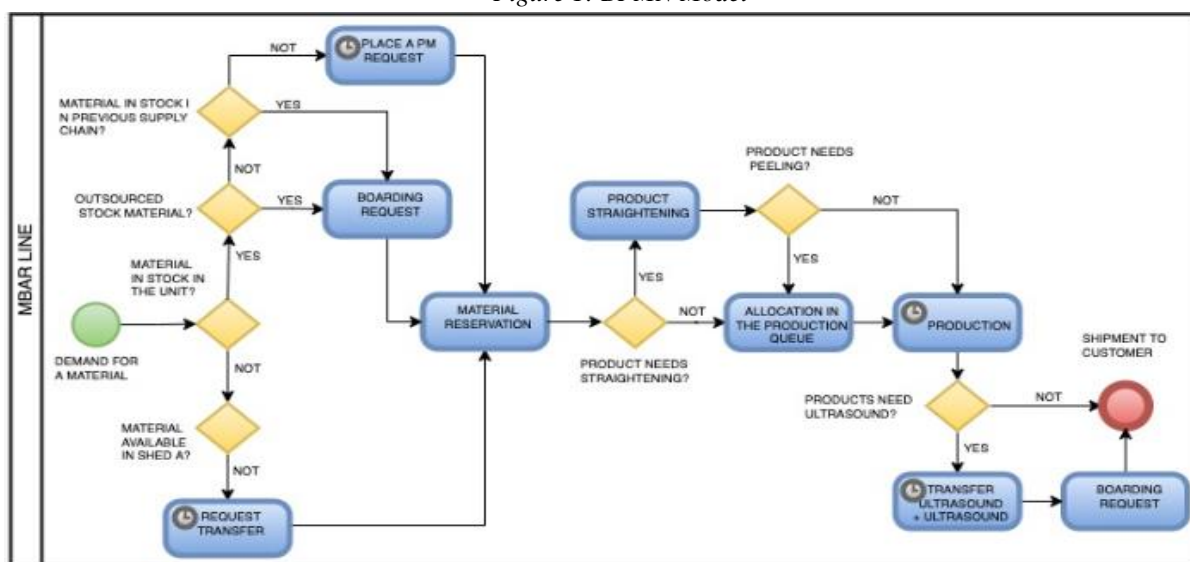 Figure 1. BPMN Model
MBAR LINE
NOT
PLACE A PM
REQUEST
MATERIAL IN STOCK I
N PREVIOUS SUPPLY
CHAIN?
YES
NOT
OUTSOURCED
STOCK MATERIAL?
YES
BOARDING
REQUEST
YES
MATERIAL
IN STOCK IN
THE UNIT?
DEMAND FOR
A MATERIAL
NOT
MATERIAL
AVAILABLE
IN SHED A?
NOT
REQUEST
TRANSFER
MATERIAL
RESERVATION
PRODUCT NEEDS
STRAIGHTENING?
YES
NOT
PRODUCT
STRAIGHTENING
PRODUCT NEEDS
PEELING?
NOT
YES
ALLOCATION IN
THE PRODUCTION
QUEUE
PRODUCTION
SHIPMENT TO
CUSTOMER
PRODUCTS NEED
ULTRASOUND?
NOT
YES
TRANSFER
ULTRASOUND
+ ULTRASOUND
BOARDING
REQUEST